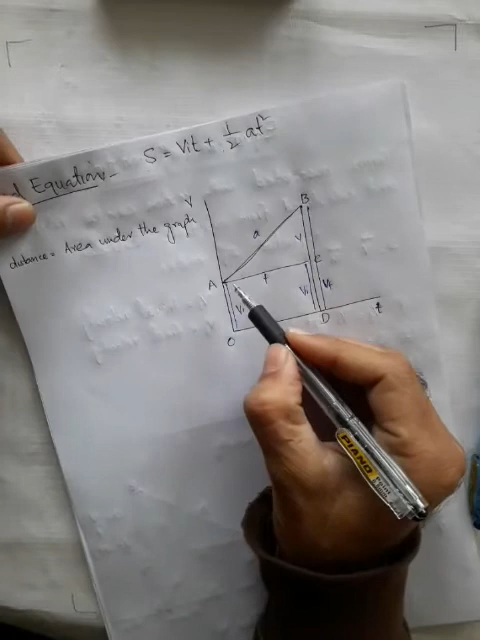 S = Vit + 1/2 at²
d Equation-
distance = Area under the graph
V
B
a
V
A
t
C
Vi
Vi
Vf
O
D
t
PIANO